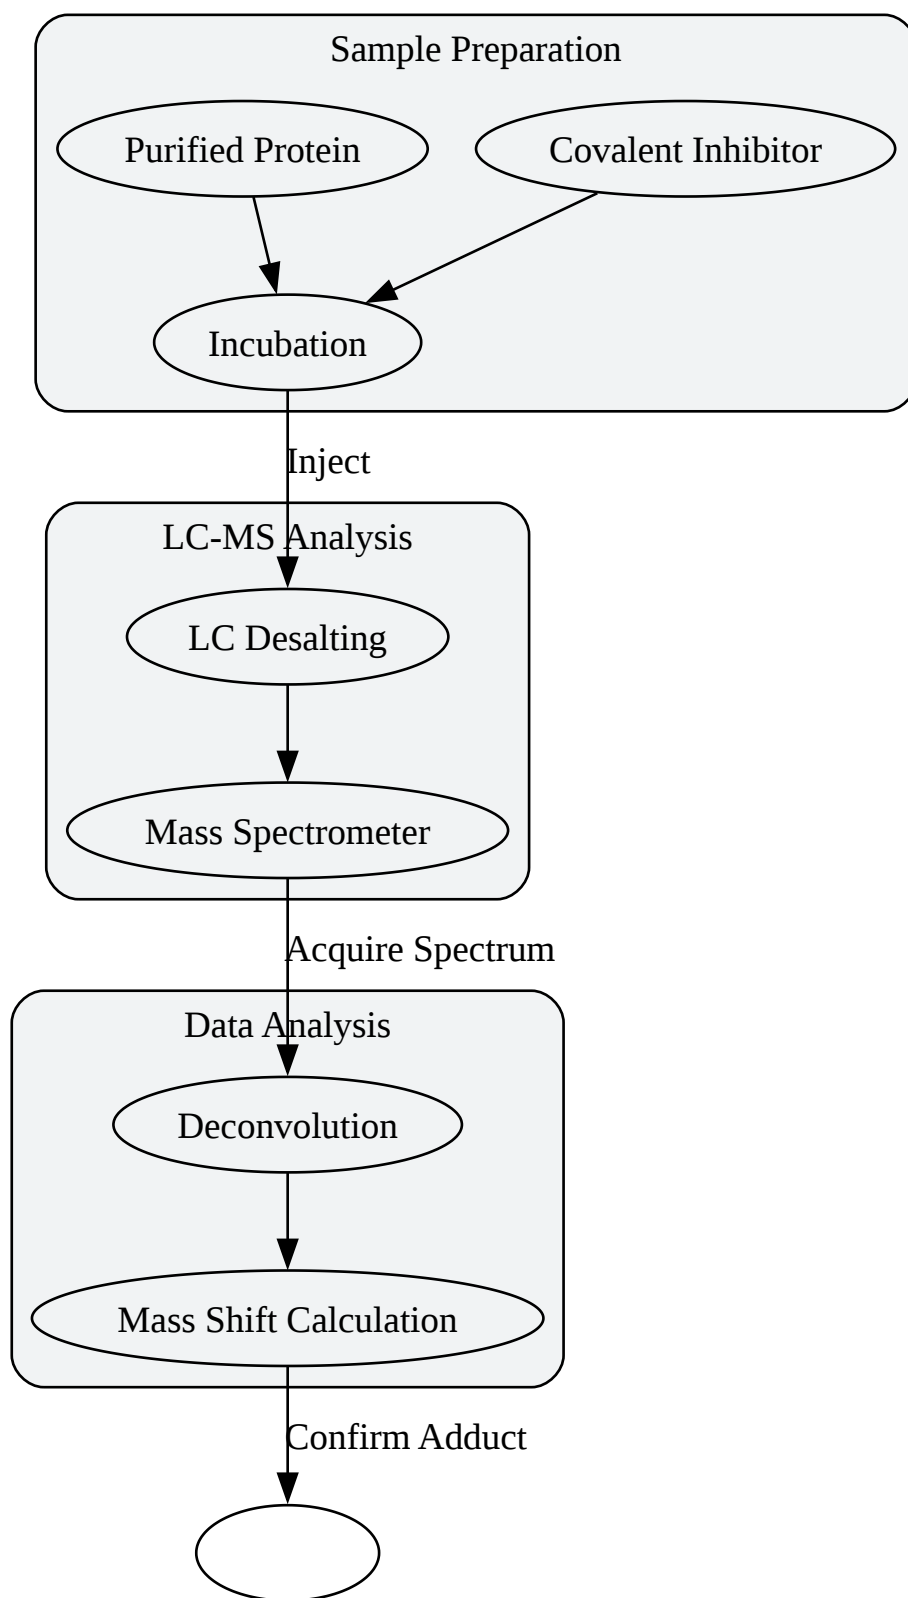 Sample Preparation
Purified Protein
Covalent Inhibitor
Incubation
Inject
LC-MS Analysis
LC Desalting
Mass Spectrometer
Acquire Spectrum
Data Analysis
Deconvolution
Mass Shift Calculation
Confirm Adduct